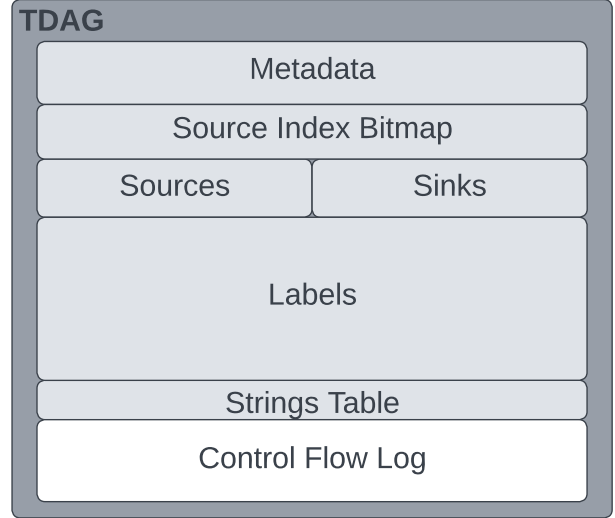 TDAG
Metadata
Source Index Bitmap
Sources
Sinks
Labels
Strings Table
Control Flow Log